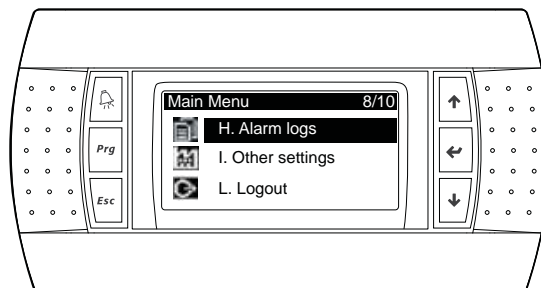 Main Menu 8/10
H. Alarm logs
I. Other settings
L. Logout
Prg
Esc